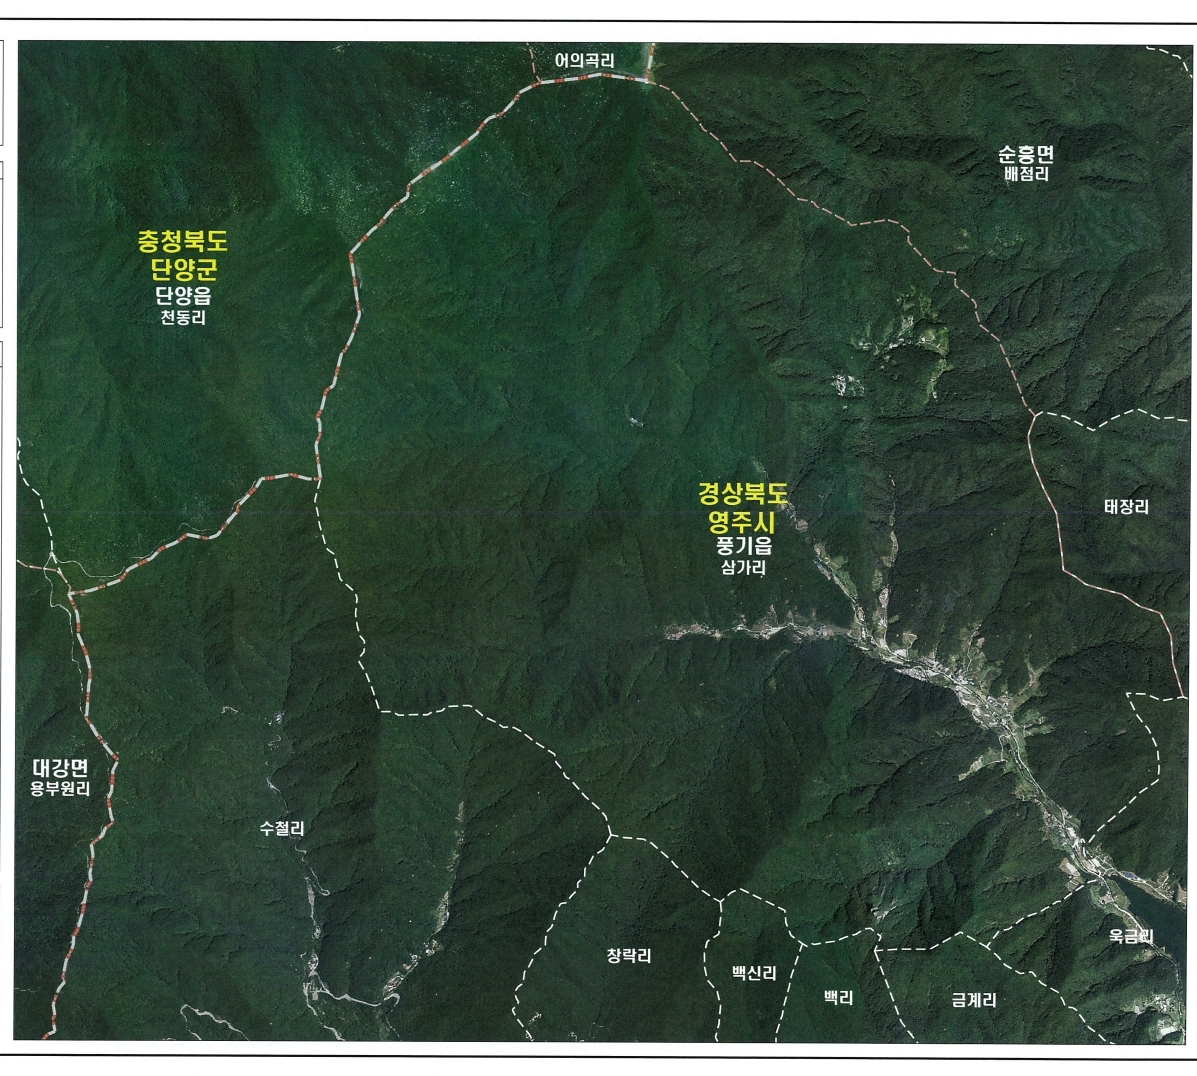 어의곡리
순흥면
배점리
충청북도
단양군
단양읍
천동리
경상북도
영주시
풍기읍
삼가리
태장리
대강면
용부원리
수철리
창락리
백신리
백리
금계리
욱금리